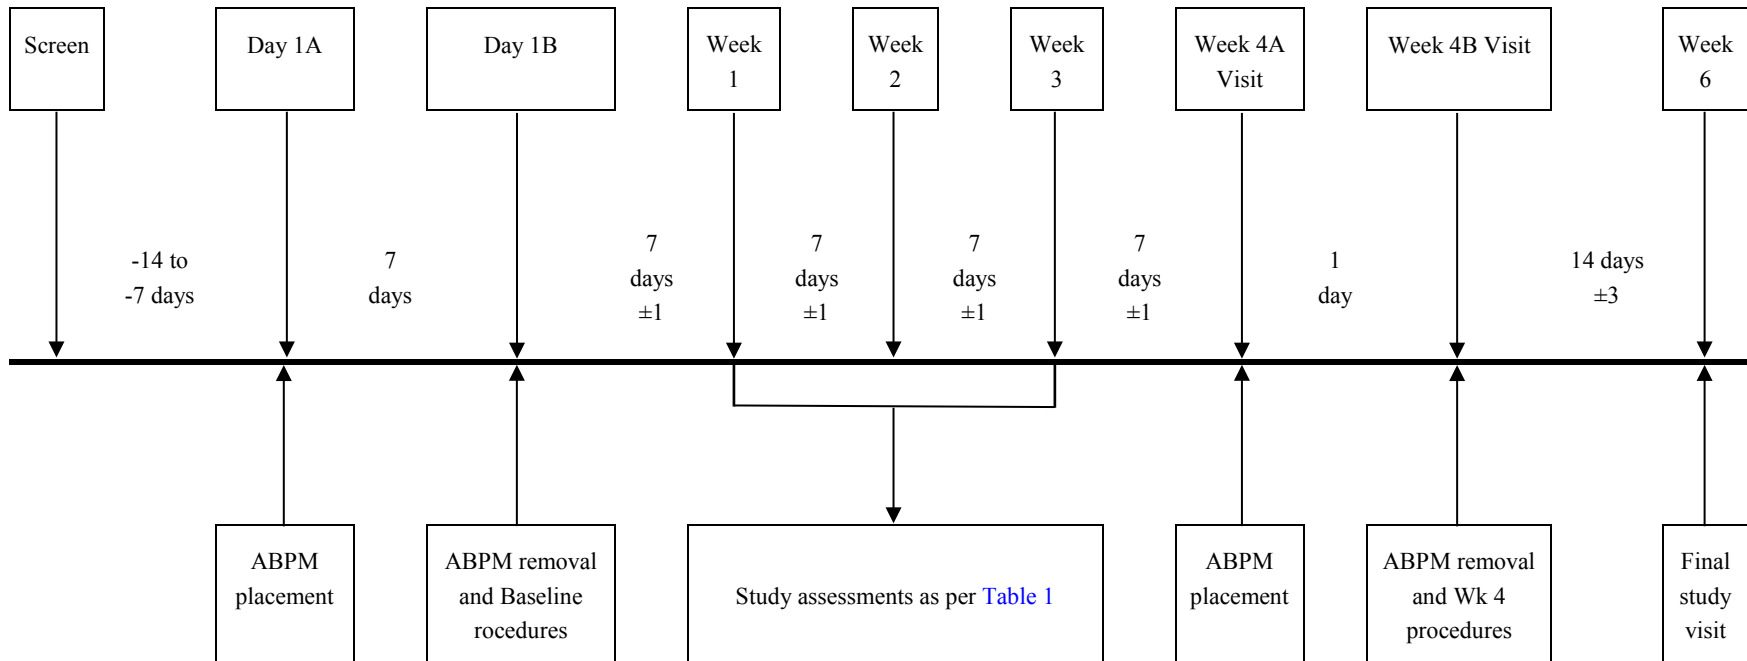 Screen
Day 1A
Day 1B
Week
1
Week
2
Week
3
Week 4A
Visit
Week 4B Visit
Week
6
-14 to
-7 days
7
days
7
days
±1
7
days
±1
7
days
±1
7
days
±1
1
day
14 days
±3
ABPM
placement
ABPM removal
and Baseline
rocedures
Study assessments as per Table 1
ABPM
placement
ABPM removal
and Wk 4
procedures
Final
study
visit